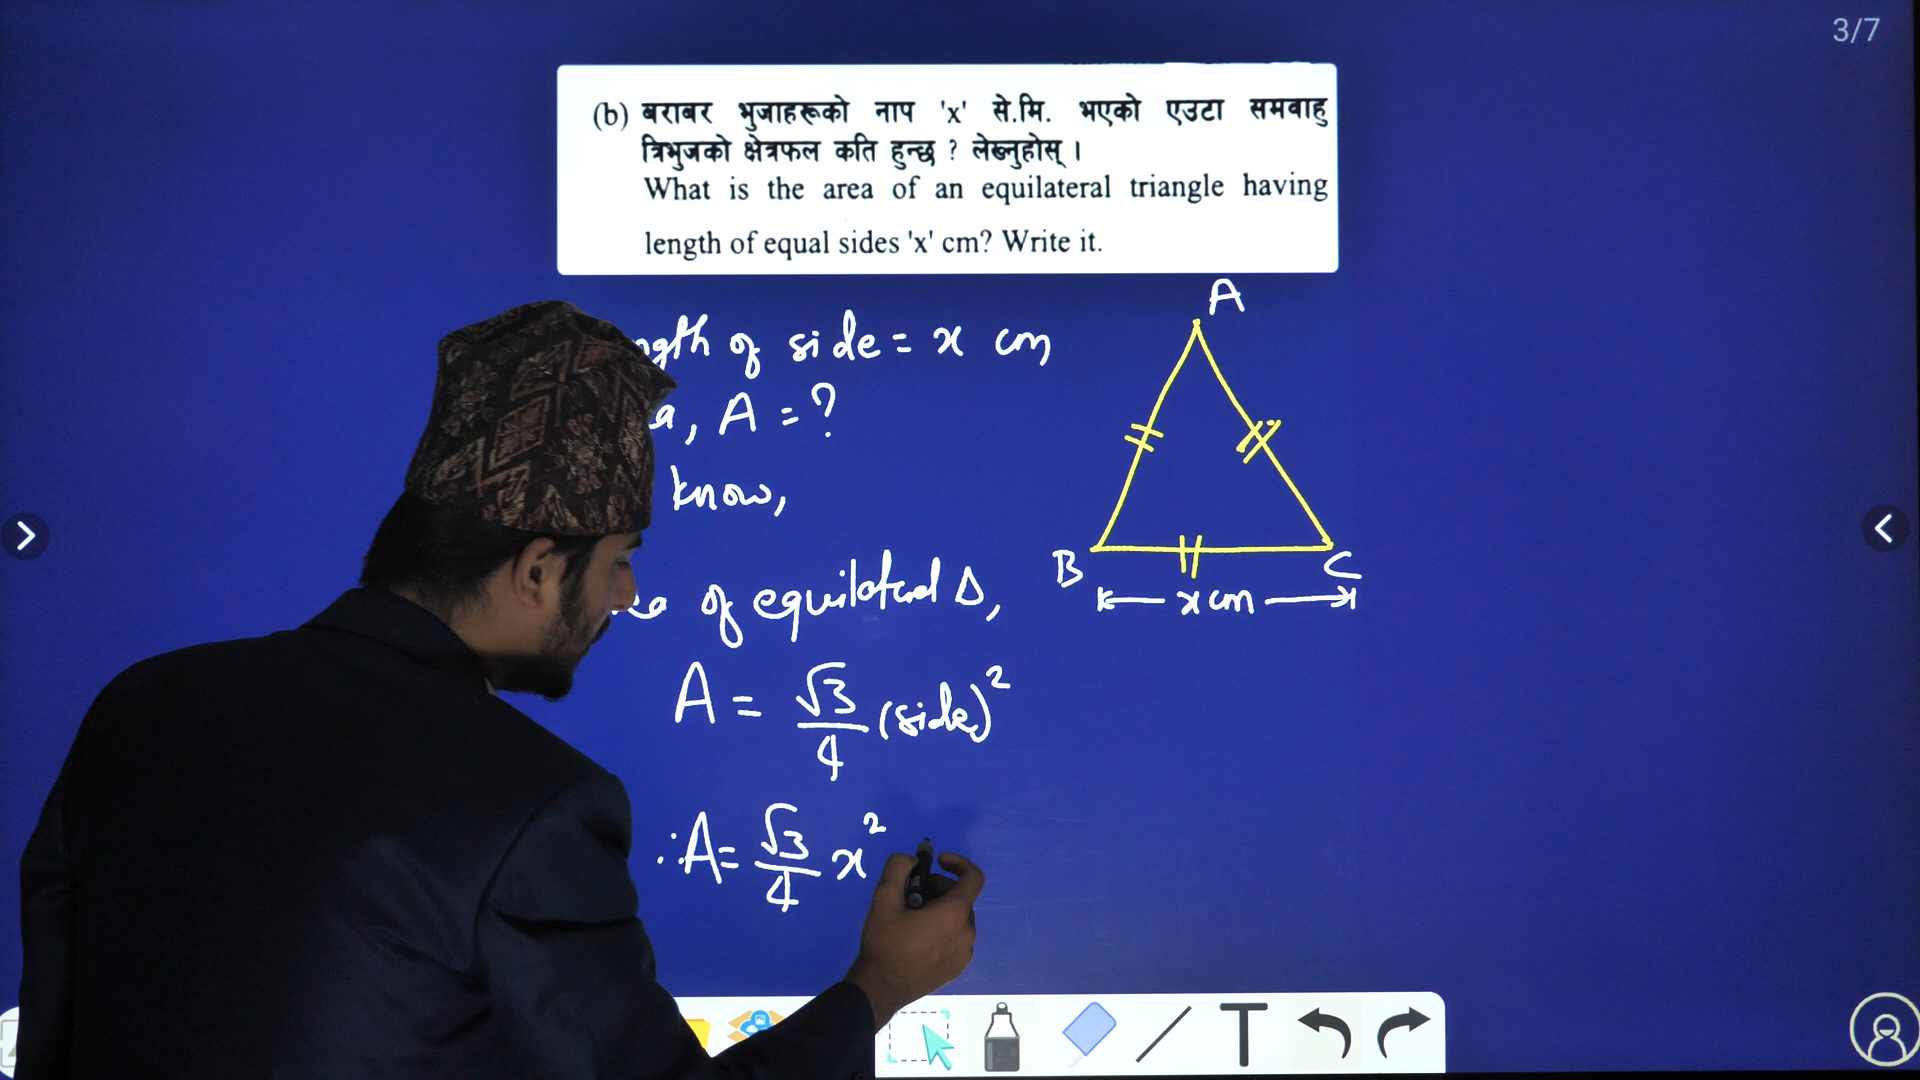 3/7
(b) बराबर भुजाहरूको नाप 'x' से.मि. भएको एउटा समबाहु
त्रिभुजको क्षेत्रफल कति हुन्छ ? लेख्नुहोस् ।
What is the area of an equilateral triangle having
length of equal sides 'x' cm? Write it.
of side = x cm
, A = ?
know,
of equilateral Δ,
A = √3/4 (side)²
∴ A = √3/4 x²
A
B
C
x cm
T